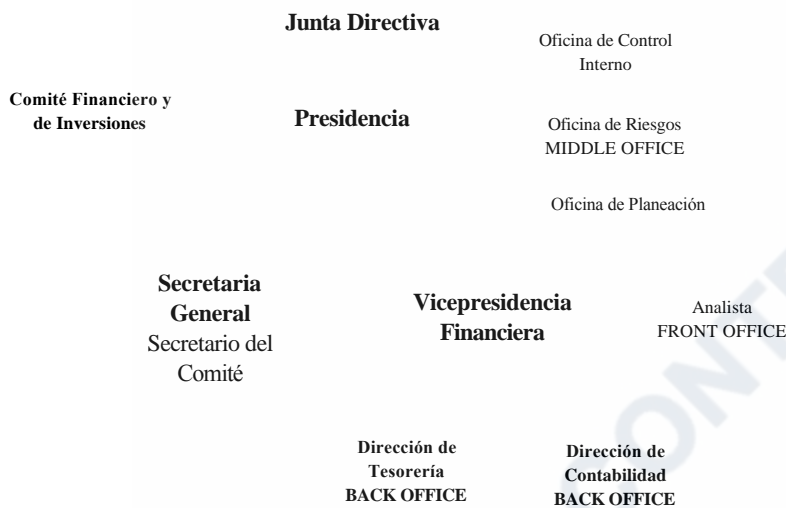 Junta Directiva
Oficina de Control
Interno
Comité Financiero y
de Inversiones
Presidencia
Oficina de Riesgos
MIDDLE OFFICE
Oficina de Planeación
Secretaria
General
Secretario del
Comité
Vicepresidencia
Financiera
Analista
FRONT OFFICE
Dirección de
Tesorería
BACK OFFICE
Dirección de
Contabilidad
BACK OFFICE